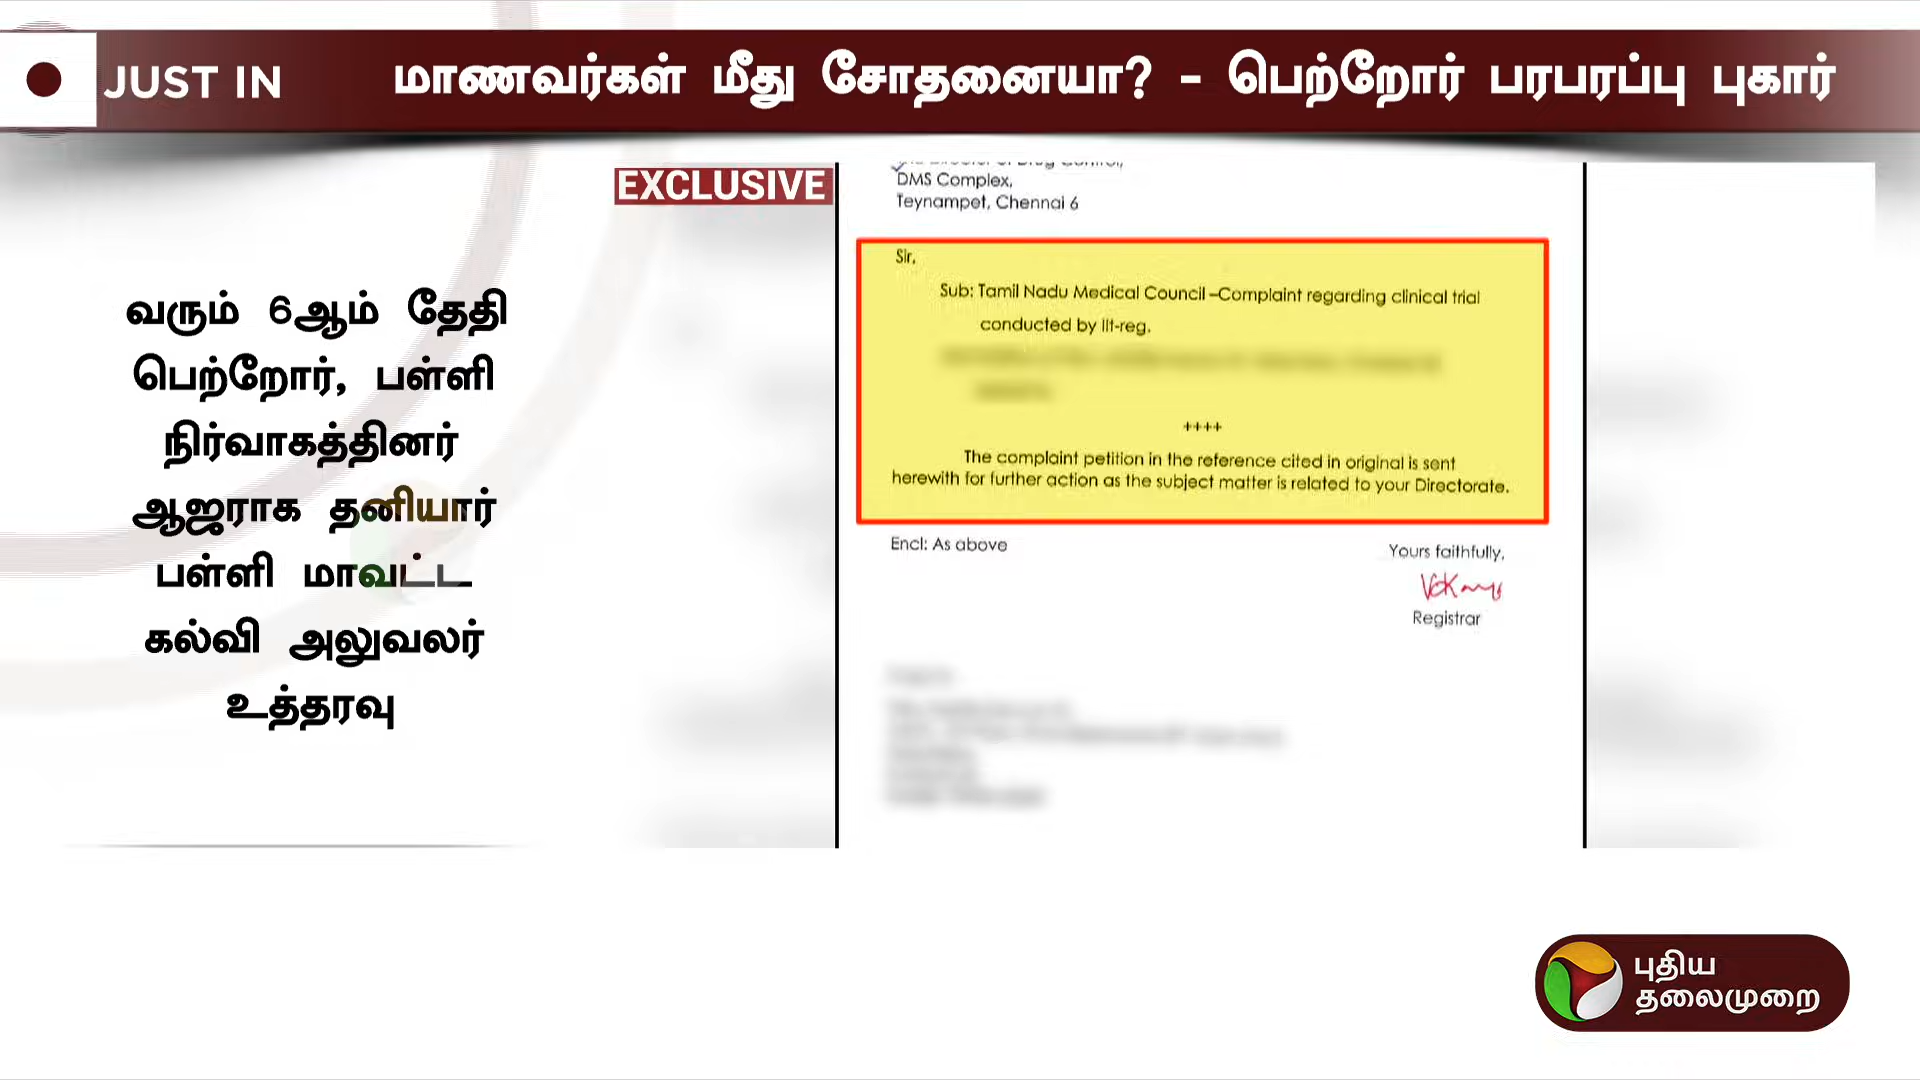 JUST IN
மாணவர்கள் மீது சோதனையா? - பெற்றோர் பரபரப்பு புகார்
EXCLUSIVE
வரும் 6ஆம் தேதி
பெற்றோர், பள்ளி
நிர்வாகத்தினர்
ஆஜராக தனியார்
பள்ளி மாவட்ட
கல்வி அலுவலர்
உத்தரவு
DMS Complex,
Teynampet, Chennai 6
Sir,
Sub: Tamil Nadu Medical Council –Complaint regarding clinical trial
conducted by iit-reg.
++++
The complaint petition in the reference cited in original is sent
herewith for further action as the subject matter is related to your Directorate.
Encl: As above
Yours faithfully,
Registrar
புதிய
தலைமுறை